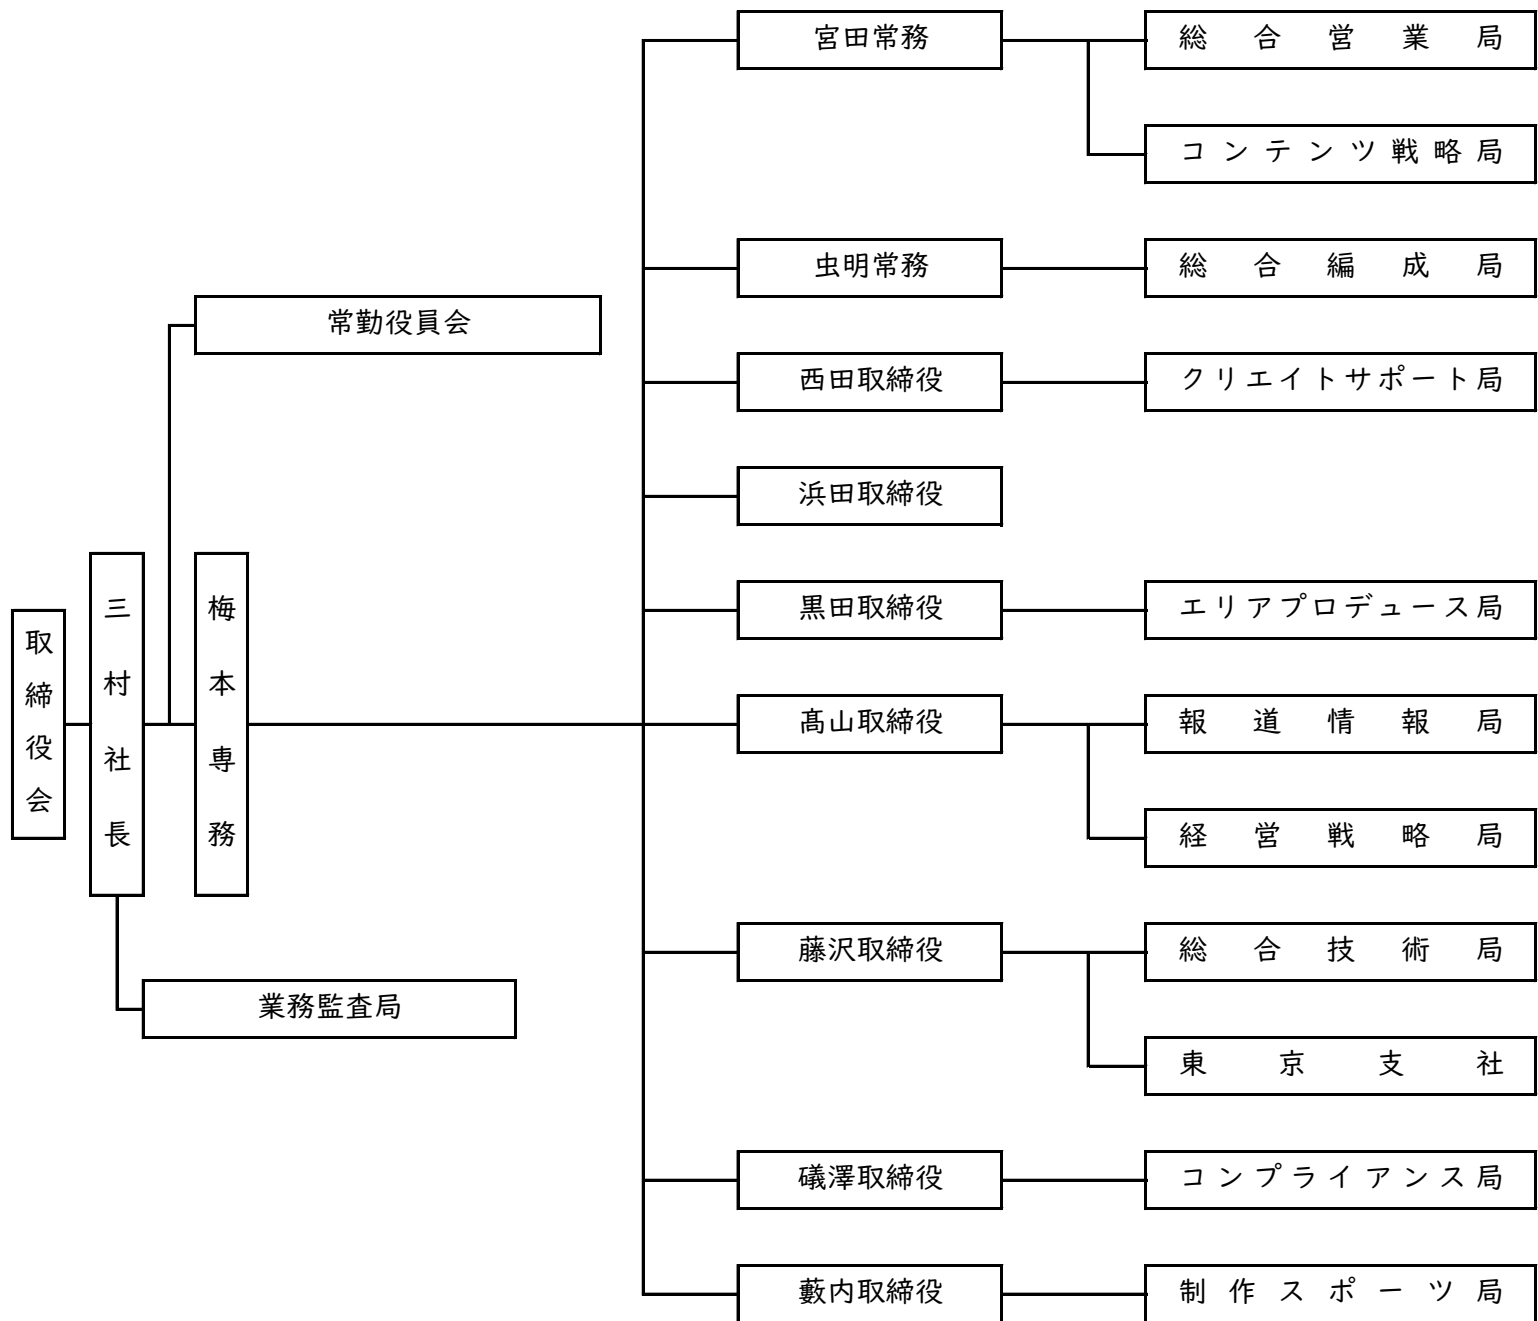 取締役会
三村社長
常勤役員会
梅本専務
業務監査局
宮田常務
総合営業局
コンテンツ戦略局
虫明常務
総合編成局
西田取締役
クリエイトサポート局
浜田取締役
黒田取締役
エリアプロデュース局
髙山取締役
報道情報局
経営戦略局
藤沢取締役
総合技術局
東京支社
礒澤取締役
コンプライアンス局
藪内取締役
制作スポーツ局